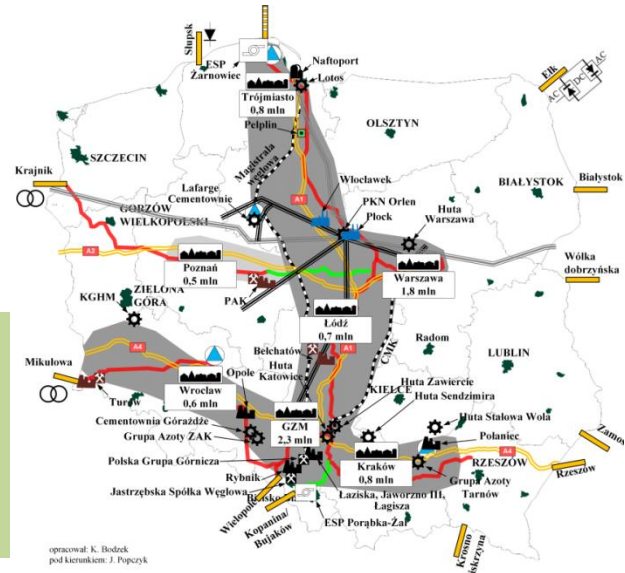 Słupsk
ESP
Żarnowiec
Naftoport
Lotos
Trójmiasto
0,8 mln
Pelplin
Ełk
AC
DC
AC
OLSZTYN
SZCZECIN
Magistrala
węglowa
A1
Włocławek
BIAŁYSTOK
Białystok
Krajnik
Lafarge
Cementownie
GORZÓW
WIELKOPOLSKI
PKN Orlen
Płock
Huta
Warszawa
A2
Poznań
0,5 mln
Warszawa
1,8 mln
Wólka
dobrzyńska
PAK
KGHM
ZIELONA
GÓRA
Łódź
0,7 mln
Radom
LUBLIN
Mikułowa
A4
Bełchatów
Huta
Katowice
A1
CMK
KIELCE
Turów
Wrocław
0,6 mln
Opole
Huta Zawiercie
Huta Sendzimira
Huta Stalowa Wola
Cementownia Górażdże
Grupa Azoty ZAK
GZM
2,3 mln
Połaniec
Zamość
Polska Grupa Górnicza
Kraków
0,8 mln
RZESZÓW
A4
Rzeszów
Rybnik
Jastrzębska Spółka Węglowa
Grupa Azoty
Tarnów
Wielopole
Łaziska, Jaworzno III,
Łagisza
Kopanina/
Bujaków
ESP Porąbka-Żar
Krosno
Iskrzynia
opracował: K. Bodzek
pod kierunkiem: J. Popczyk